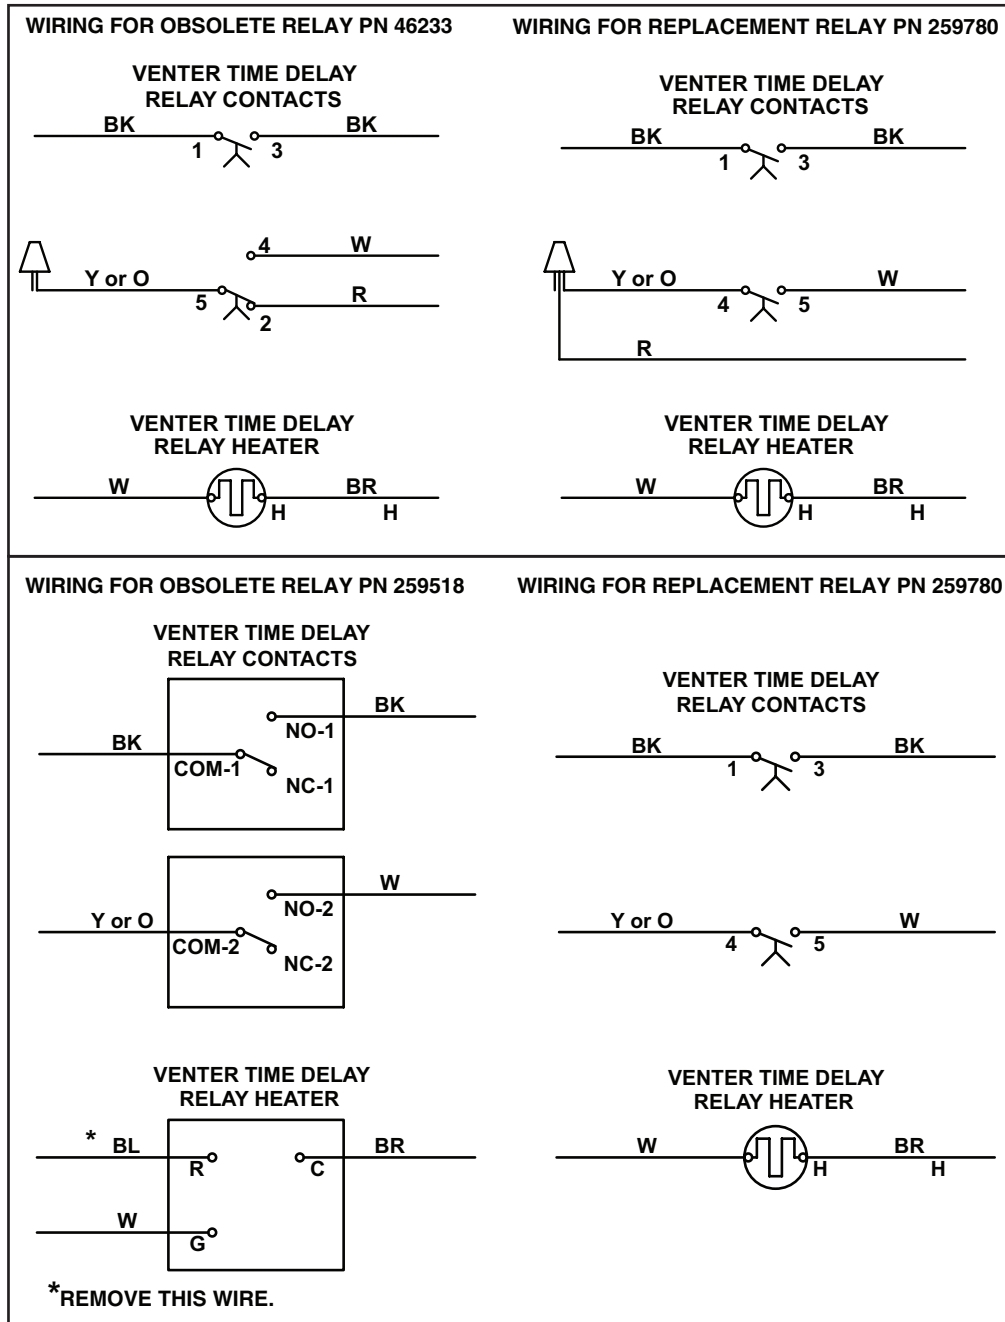 WIRING FOR OBSOLETE RELAY PN 46233
VENTER TIME DELAY
RELAY CONTACTS
BK BK
1 3
4 W
Y or O R
5 2
VENTER TIME DELAY
RELAY HEATER
W BR
H H
WIRING FOR REPLACEMENT RELAY PN 259780
VENTER TIME DELAY
RELAY CONTACTS
BK BK
1 3
Y or O W
4 5
R
VENTER TIME DELAY
RELAY HEATER
W BR
H H
WIRING FOR OBSOLETE RELAY PN 259518
VENTER TIME DELAY
RELAY CONTACTS
BK
NO-1
BK
COM-1
NC-1
W
NO-2
Y or O
COM-2
NC-2
VENTER TIME DELAY
RELAY HEATER
* BL BR
R C
W
G
*REMOVE THIS WIRE.
WIRING FOR REPLACEMENT RELAY PN 259780
VENTER TIME DELAY
RELAY CONTACTS
BK BK
1 3
Y or O W
4 5
VENTER TIME DELAY
RELAY HEATER
W BR
H H